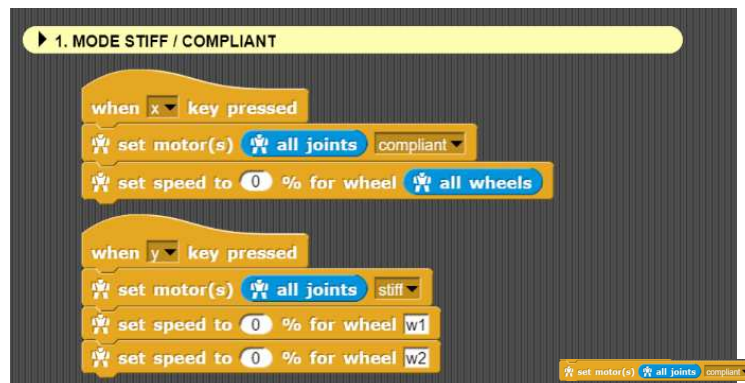 1. MODE STIFF / COMPLIANT
when x key pressed
set motor(s) all joints compliant
set speed to 0 % for wheel all wheels
when y key pressed
set motor(s) all joints stiff
set speed to 0 % for wheel w1
set speed to 0 % for wheel w2
set motor(s) all joints compliant